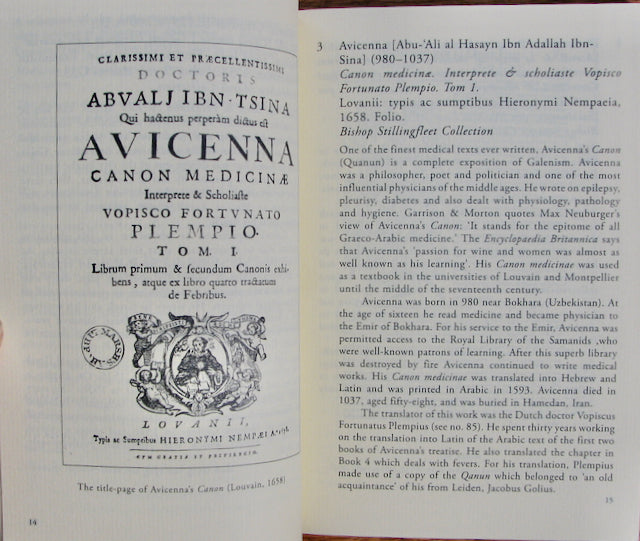 CLARISSIMI ET PRÆCELLENTISSIMI
DOCTORIS
ABVALJ IBN·TSINA
Qui hactenus perperàm dictus est
AVICENNA
CANON MEDICINÆ
Interprete & Scholiaste
VOPISCO FORTVNATO
PLEMPIO.
TOM. I.
Librum primum & secundum Canonis exhi-
bens, atque ex libro quarto tractatum
de Febribus.
LOVANII,
Typis ac Sumptibus HIERONYMI NEMPÆI
CVM GRATIA ET PRIVILEGIO.
The title-page of Avicenna's Canon (Louvain, 1658)
14
3 Avicenna [Abu-'Ali al Hasayn Ibn Adallah Ibn-
Sina] (980–1037)
Canon medicinæ. Interprete & scholiaste Vopisco
Fortunato Plempio. Tom 1.
Lovanii: typis ac sumptibus Hieronymi Nempaeia,
1658. Folio.
Bishop Stillingfleet Collection
One of the finest medical texts ever written, Avicenna's Canon
(Quanun) is a complete exposition of Galenism. Avicenna
was a philosopher, poet and politician and one of the most
influential physicians of the middle ages. He wrote on epilepsy,
pleurisy, diabetes and also dealt with physiology, pathology
and hygiene. Garrison & Morton quotes Max Neuburger's
view of Avicenna's Canon: 'It stands for the epitome of all
Graeco-Arabic medicine.' The Encyclopaedia Britannica says
that Avicenna's 'passion for wine and women was almost as
well known as his learning'. His Canon medicinae was used
as a textbook in the universities of Louvain and Montpellier
until the middle of the seventeenth century.
Avicenna was born in 980 near Bokhara (Uzbekistan). At
the age of sixteen he read medicine and became physician to
the Emir of Bokhara. For his service to the Emir, Avicenna was
permitted access to the Royal Library of the Samanids ,who
were well-known patrons of learning. After this superb library
was destroyed by fire Avicenna continued to write medical
works. His Canon medicinae was translated into Hebrew and
Latin and was printed in Arabic in 1593. Avicenna died in
1037, aged fifty-eight, and was buried in Hamedan, Iran.
The translator of this work was the Dutch doctor Vopiscus
Fortunatus Plempius (see no. 85). He spent thirty years working
on the translation into Latin of the Arabic text of the first two
books of Avicenna's treatise. He also translated the chapter in
Book 4 which deals with fevers. For his translation, Plempius
made use of a copy of the Qanun which belonged to 'an old
acquaintance' of his from Leiden, Jacobus Golius.
15